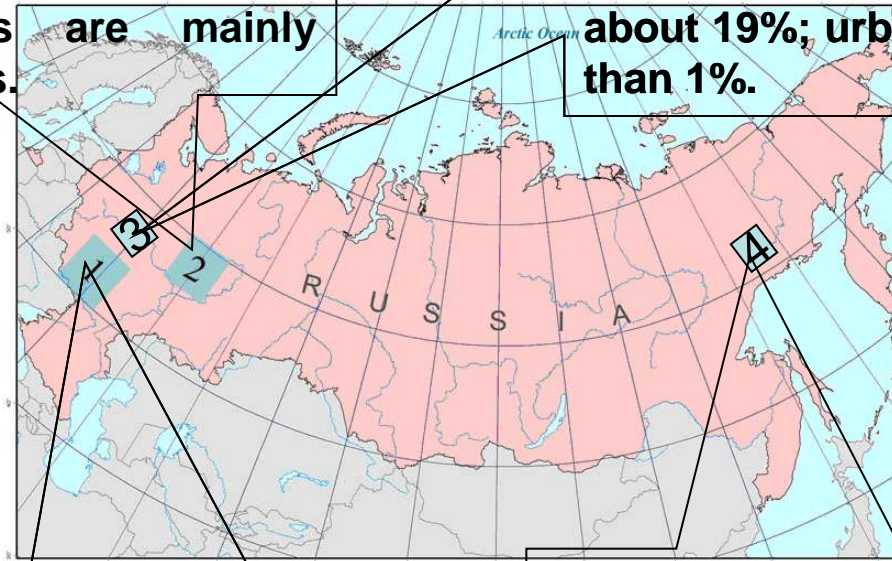 s are mainly
s.
Arctic Ocean
about 19%; urb
than 1%.
3
1
2
4
R U S S I A